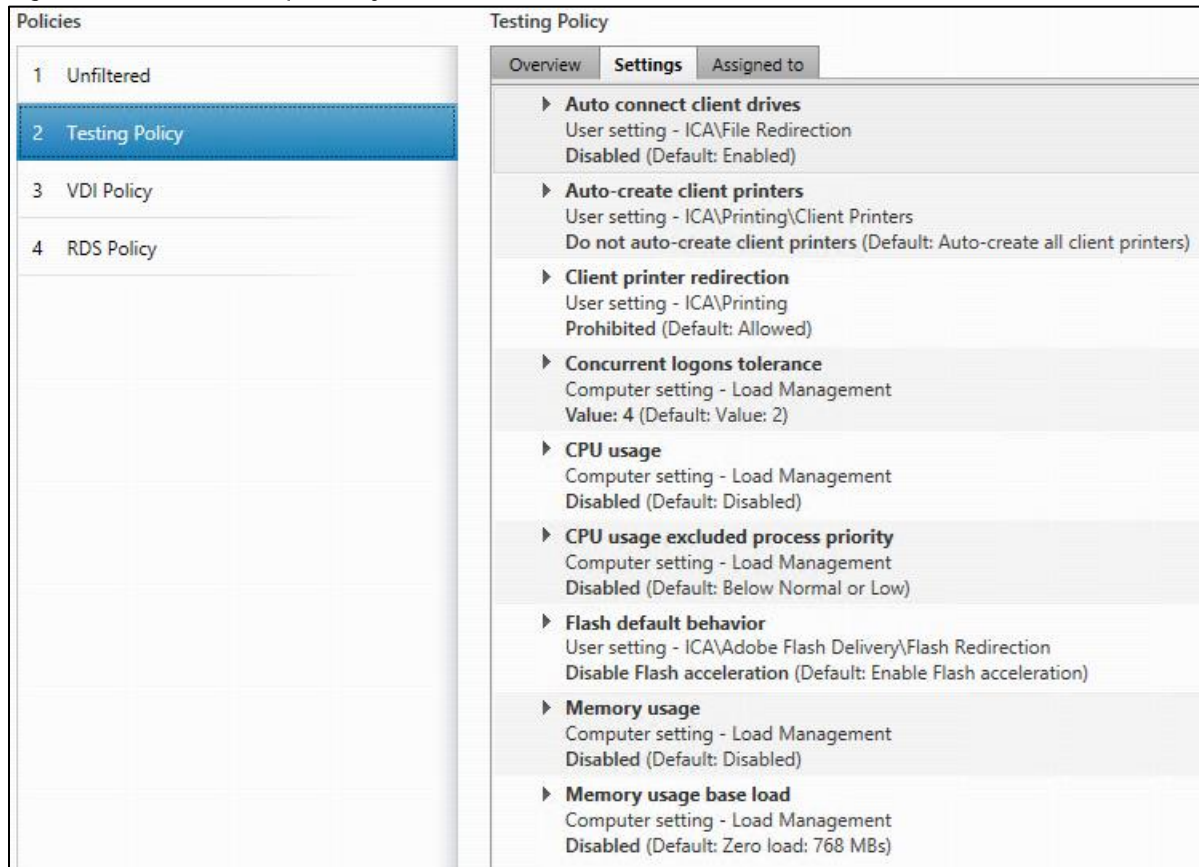 Policies
1 Unfiltered
2 Testing Policy
3 VDI Policy
4 RDS Policy
Testing Policy
Overview Settings Assigned to
Auto connect client drives
User setting - ICA\File Redirection
Disabled (Default: Enabled)
Auto-create client printers
User setting - ICA\Printing\Client Printers
Do not auto-create client printers (Default: Auto-create all client printers)
Client printer redirection
User setting - ICA\Printing
Prohibited (Default: Allowed)
Concurrent logons tolerance
Computer setting - Load Management
Value: 4 (Default: Value: 2)
CPU usage
Computer setting - Load Management
Disabled (Default: Disabled)
CPU usage excluded process priority
Computer setting - Load Management
Disabled (Default: Below Normal or Low)
Flash default behavior
User setting - ICA\Adobe Flash Delivery\Flash Redirection
Disable Flash acceleration (Default: Enable Flash acceleration)
Memory usage
Computer setting - Load Management
Disabled (Default: Disabled)
Memory usage base load
Computer setting - Load Management
Disabled (Default: Zero load: 768 MBs)